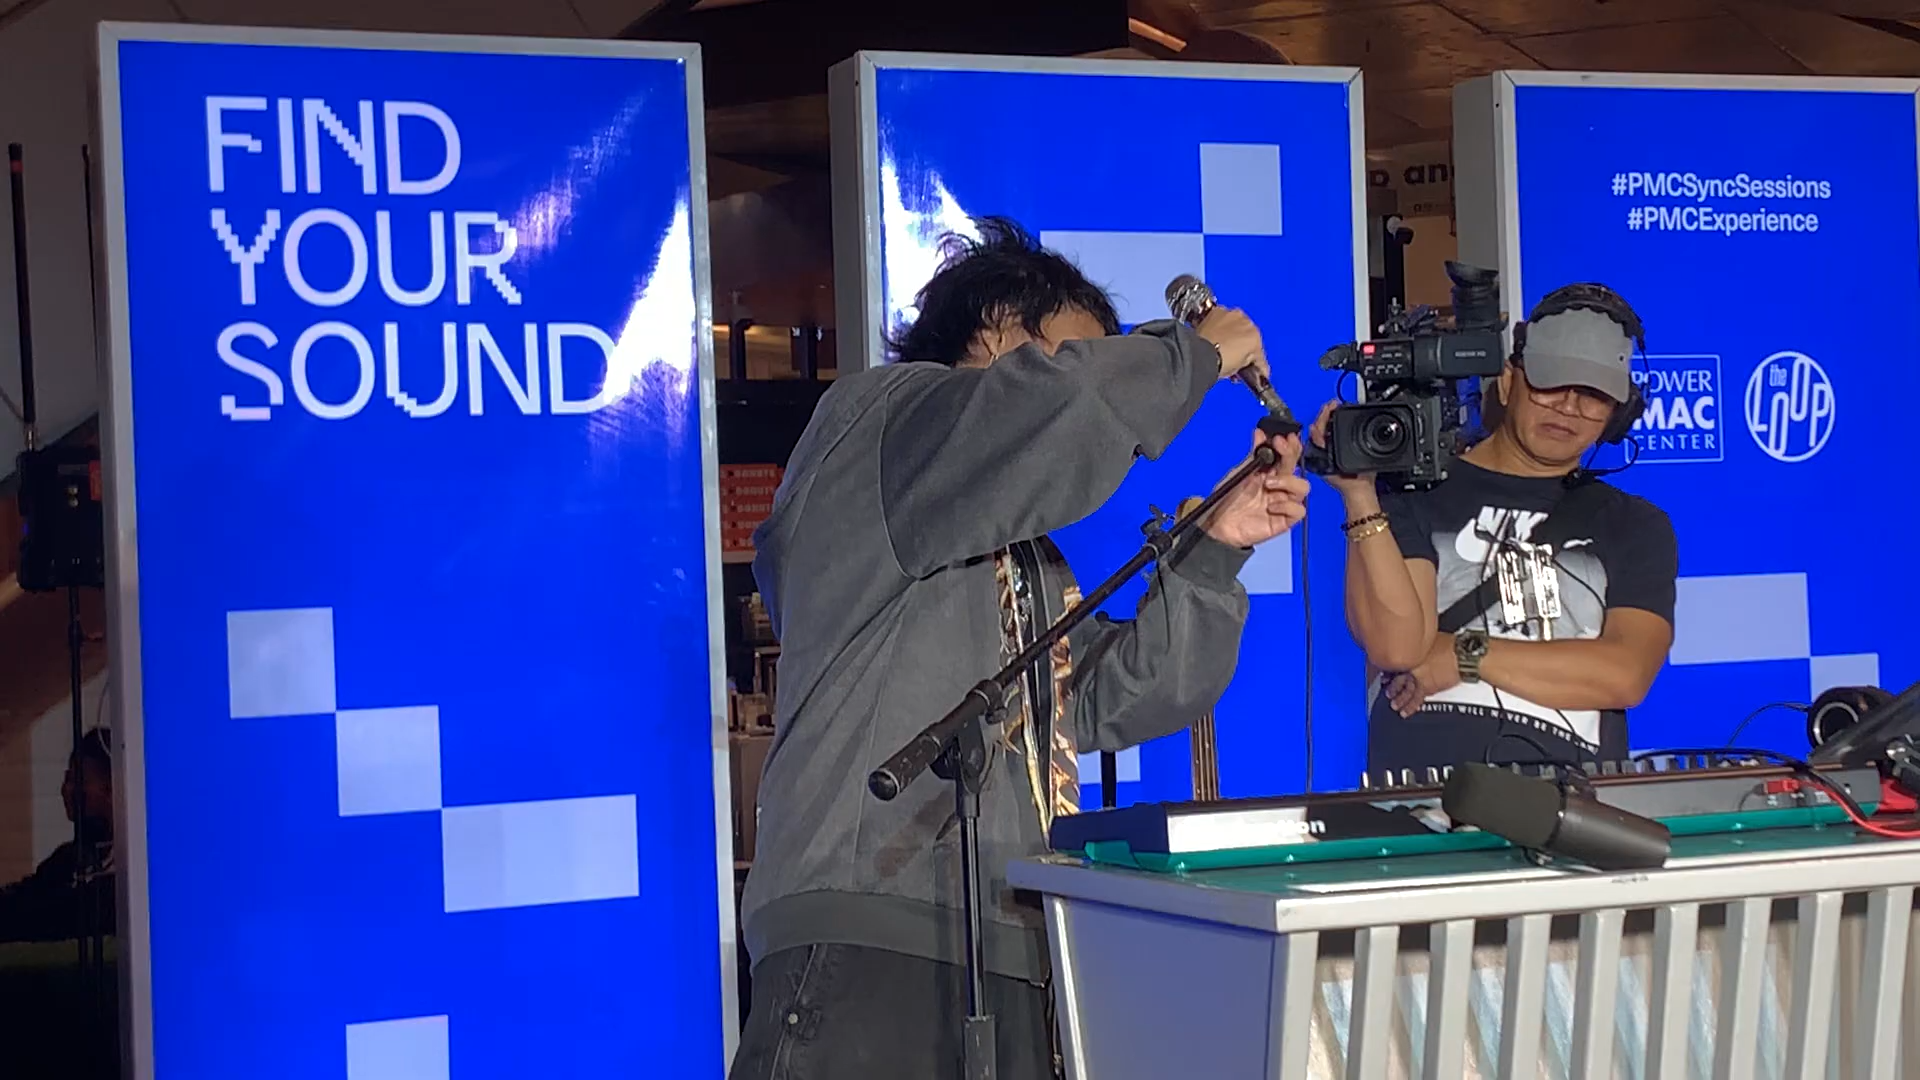 FIND
YOUR
SOUND
#PMCSyncSessions
#PMCExperience
POWER
MAC
CENTER
the
LOOP